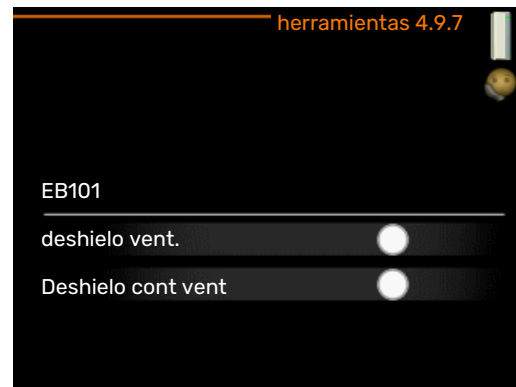 herramientas 4.9.7
EB101
deshielo vent.
Deshielo cont vent